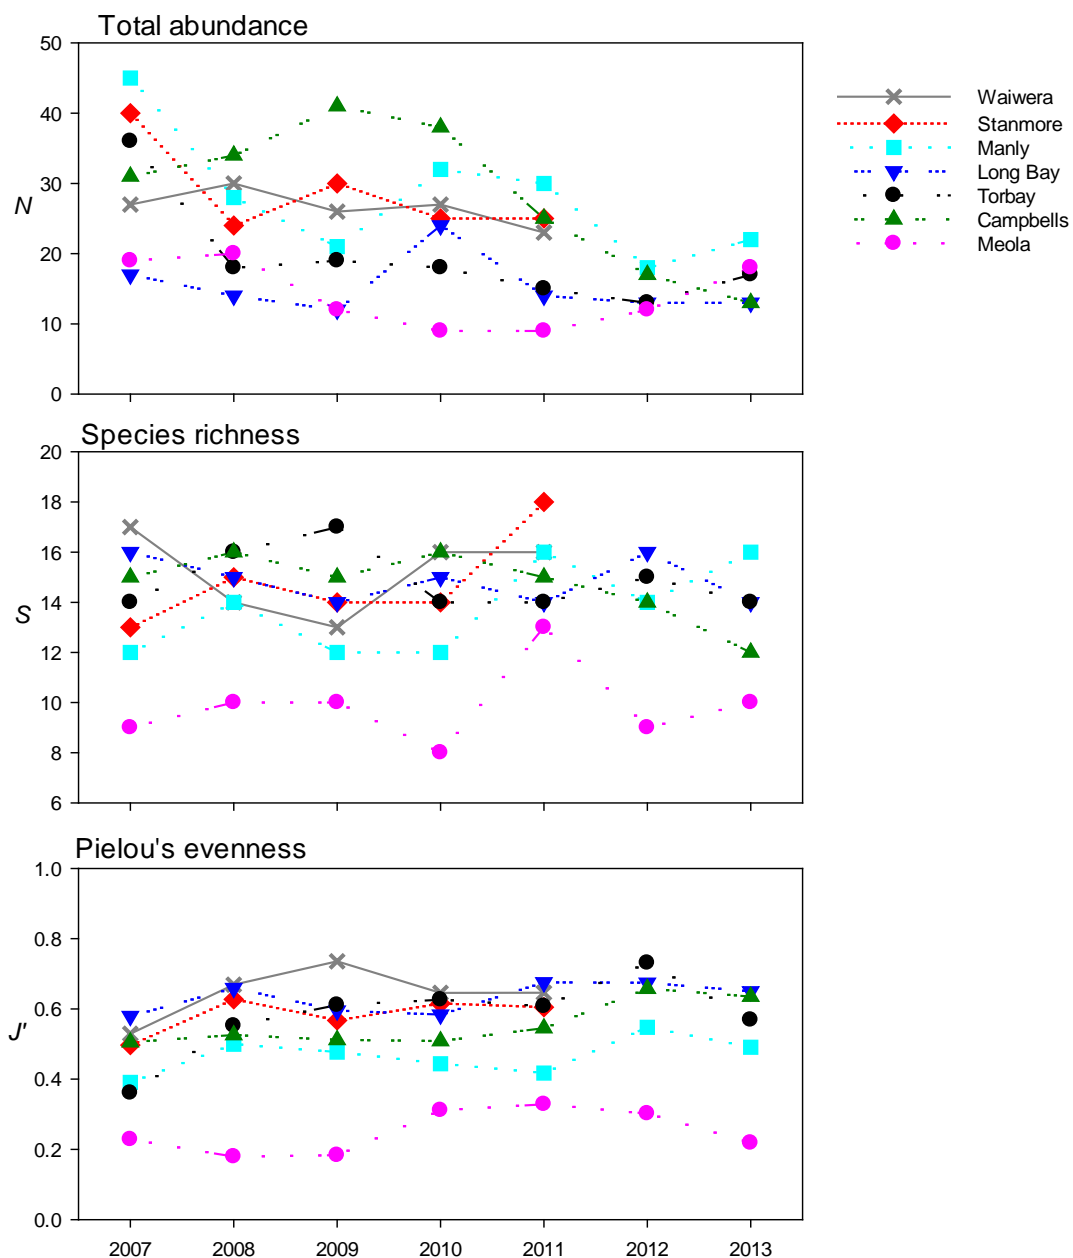 Total abundance
50
40
30
N
20
10
0
Waiwera
Stanmore
Manly
Long Bay
Torbay
Campbells
Meola
Species richness
20
18
16
14
S
12
10
8
6
Pielou's evenness
1.0
0.8
0.6
J'
0.4
0.2
0.0
2007 2008 2009 2010 2011 2012 2013